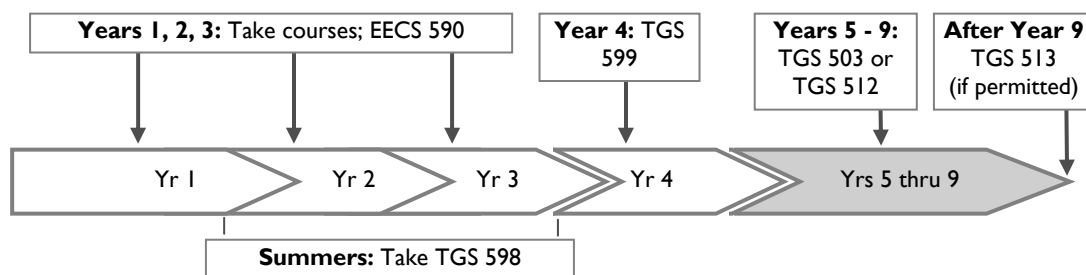 Years 1, 2, 3: Take courses; EECS 590
Year 4: TGS
599
Years 5 - 9:
TGS 503 or
TGS 512
After Year 9
TGS 513
(if permitted)
Yr 1
Yr 2
Yr 3
Yr 4
Yrs 5 thru 9
Summers: Take TGS 598